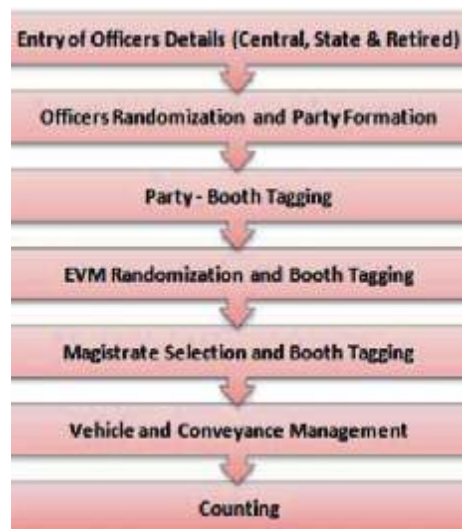 Entry of Officers Details (Central, State & Retired)
Officers Randomization and Party Formation
Party - Booth Tagging
EVM Randomization and Booth Tagging
Magistrate Selection and Booth Tagging
Vehicle and Conveyance Management
Counting